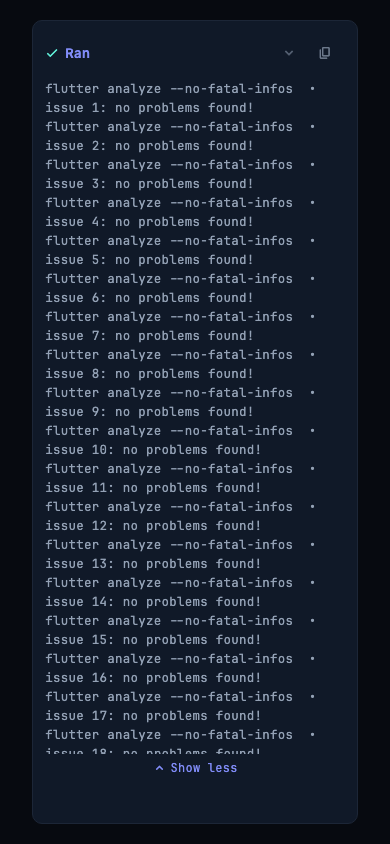 Ran
flutter analyze --no-fatal-infos •
issue 1: no problems found!
flutter analyze --no-fatal-infos •
issue 2: no problems found!
flutter analyze --no-fatal-infos •
issue 3: no problems found!
flutter analyze --no-fatal-infos •
issue 4: no problems found!
flutter analyze --no-fatal-infos •
issue 5: no problems found!
flutter analyze --no-fatal-infos •
issue 6: no problems found!
flutter analyze --no-fatal-infos •
issue 7: no problems found!
flutter analyze --no-fatal-infos •
issue 8: no problems found!
flutter analyze --no-fatal-infos •
issue 9: no problems found!
flutter analyze --no-fatal-infos •
issue 10: no problems found!
flutter analyze --no-fatal-infos •
issue 11: no problems found!
flutter analyze --no-fatal-infos •
issue 12: no problems found!
flutter analyze --no-fatal-infos •
issue 13: no problems found!
flutter analyze --no-fatal-infos •
issue 14: no problems found!
flutter analyze --no-fatal-infos •
issue 15: no problems found!
flutter analyze --no-fatal-infos •
issue 16: no problems found!
flutter analyze --no-fatal-infos •
issue 17: no problems found!
flutter analyze --no-fatal-infos •
issue 18: no problems found!
Show less